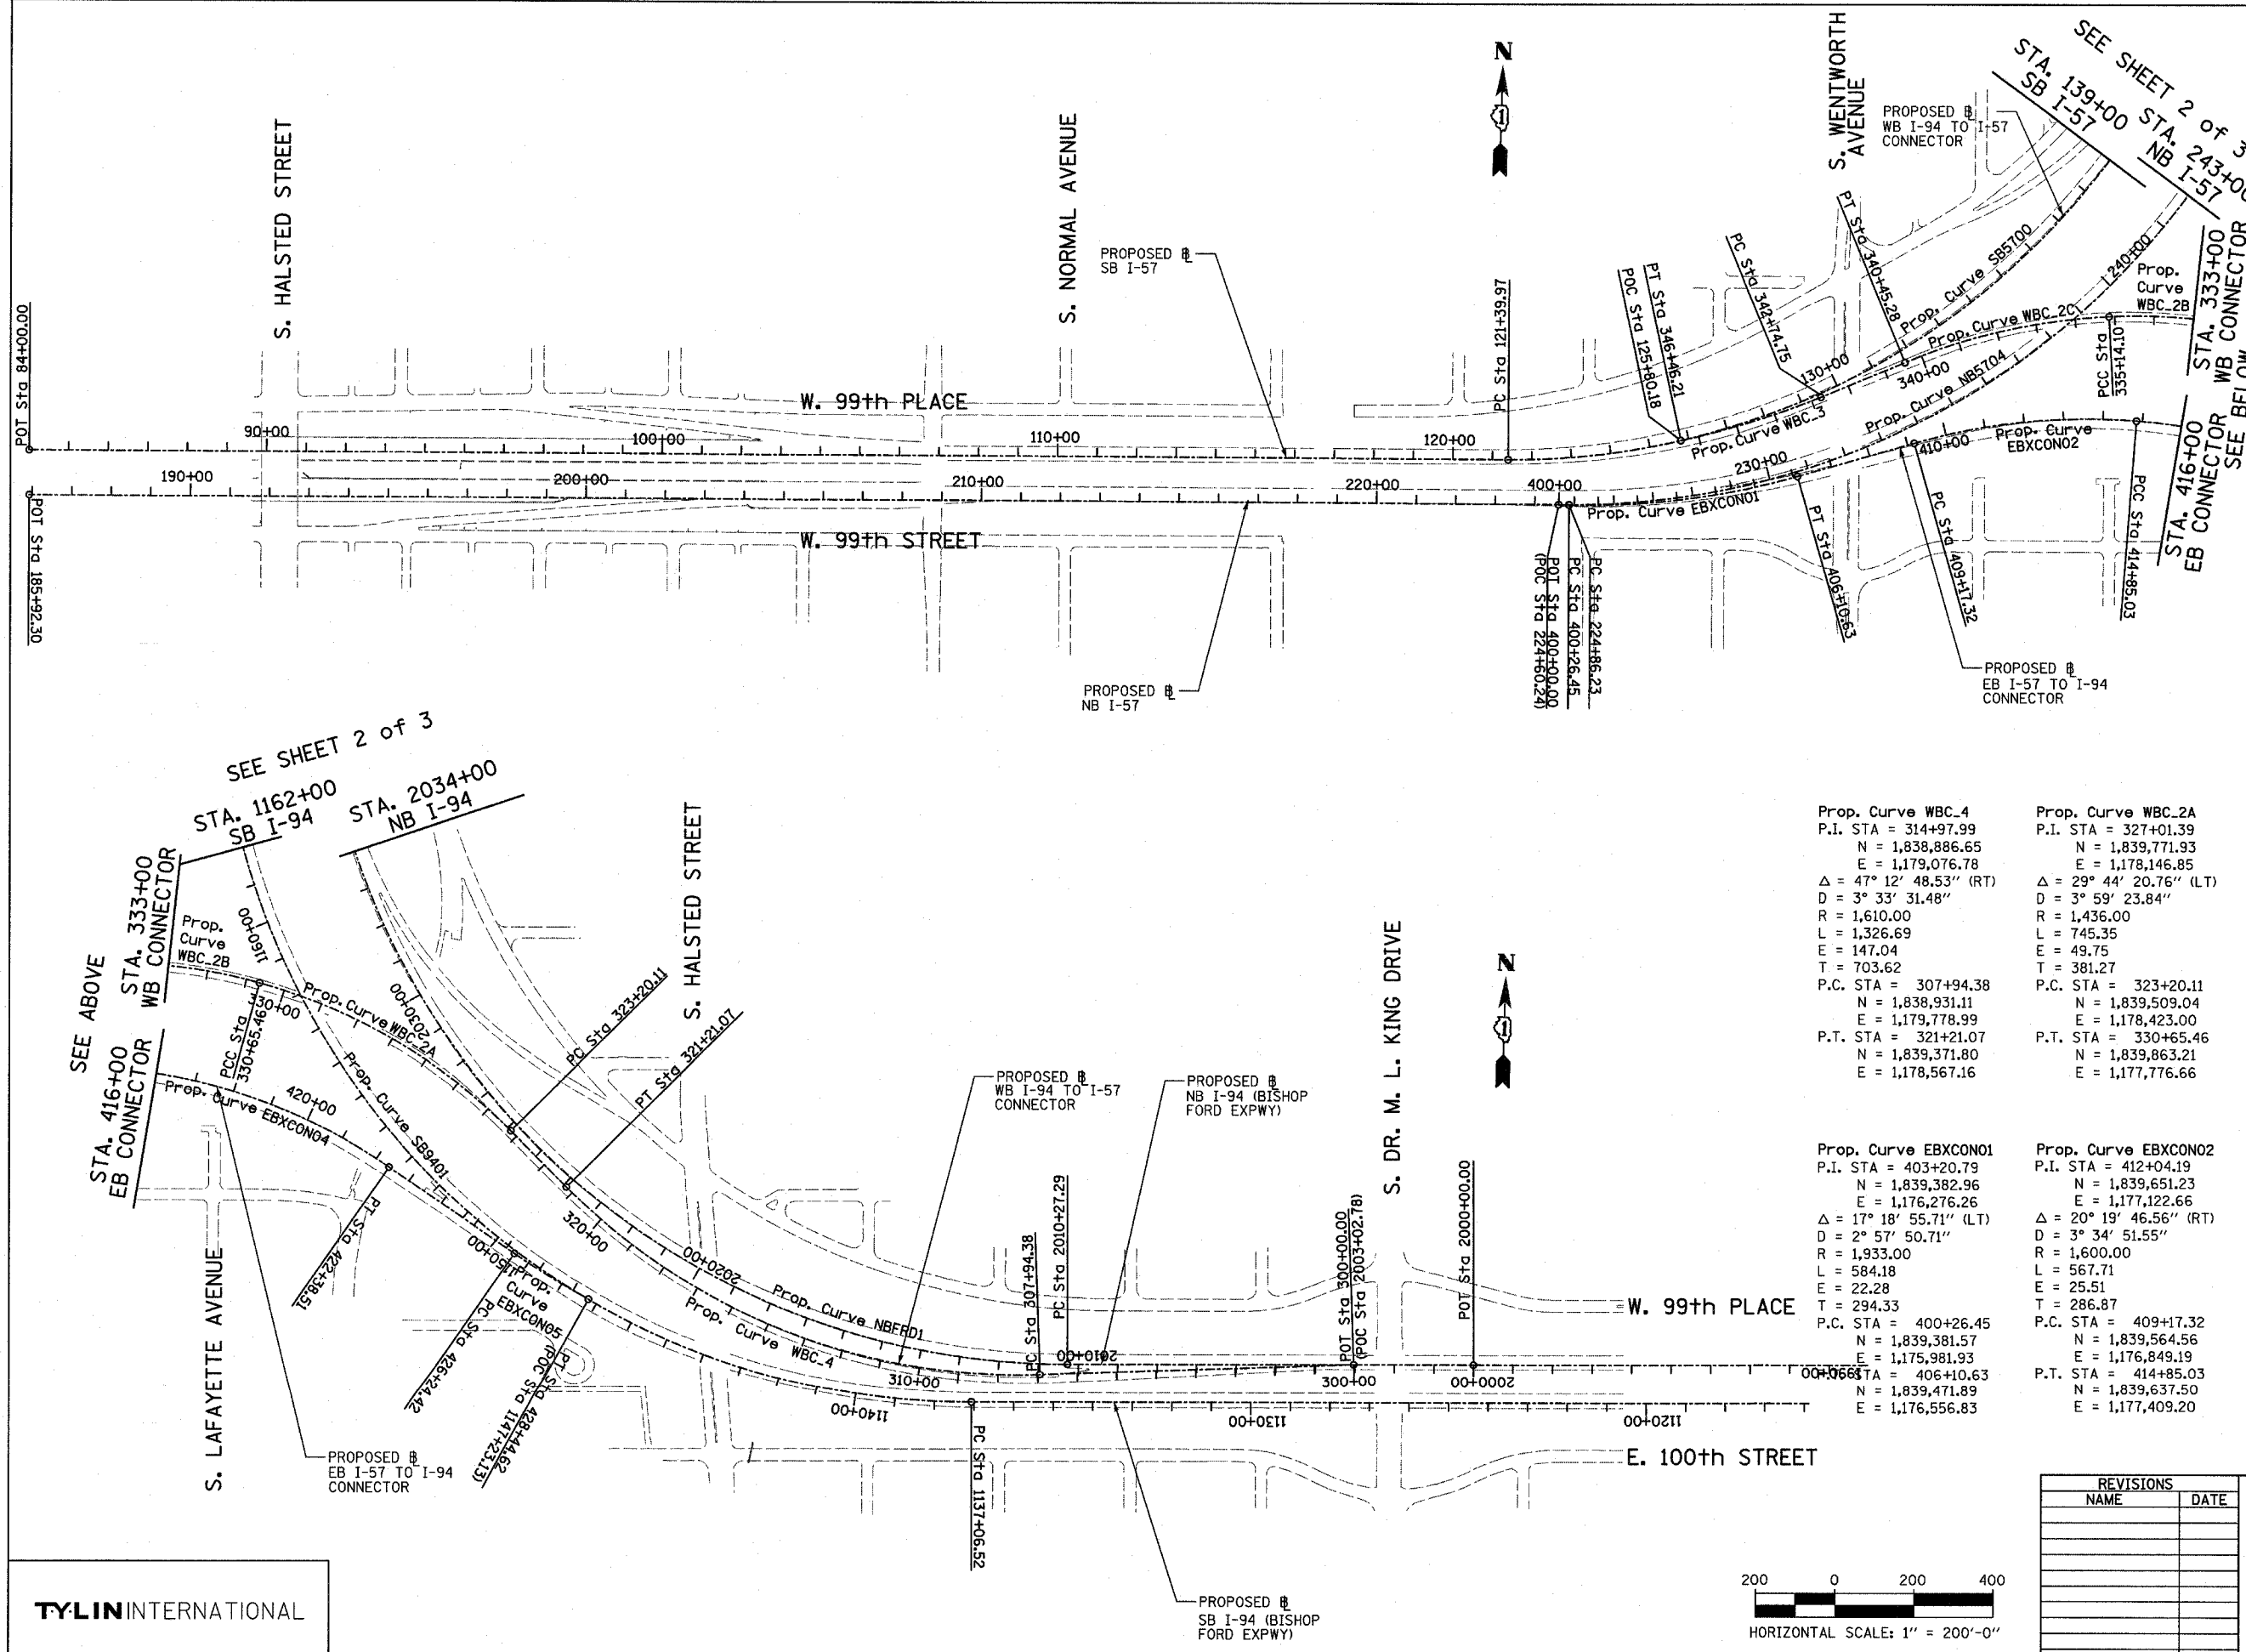 S. HALSTED STREET
S. NORMAL AVENUE
N
1
S. WENTWORTH
AVENUE
PROPOSED ⅊
WB I-94 TO I-57
CONNECTOR
SEE SHEET 2 of 3
STA. 139+00
SB I-57
STA. 243+00
NB I-57
PROPOSED ⅊
SB I-57
POT Sta 84+00.00
POT Sta 185+92.30
W. 99th PLACE
W. 99th STREET
90+00
100+00
110+00
120+00
130+00
190+00
200+00
210+00
220+00
230+00
240+00
400+00
410+00
340+00
PC Sta 121+39.97
POC Sta 125+80.18
PT Sta 346+46.21
PC Sta 342+74.75
PT Sta 340+45.28
Prop. Curve SB5700
Prop. Curve WBC_2C
Prop.
Curve
WBC_2B
Prop. Curve WBC_3
Prop. Curve NB5704
Prop. Curve
EBXCON02
Prop. Curve EBXCON01
PCC Sta
335+14.10
STA. 333+00
WB CONNECTOR
STA. 416+00
EB CONNECTOR
SEE BELOW
(POC Sta 224+60.24)
POT Sta 400+00.00
PC Sta 400+26.45
PC Sta 224+86.23
PT Sta 406+10.63
PC Sta 409+17.32
PCC Sta 414+85.03
PROPOSED ⅊
NB I-57
PROPOSED ⅊
EB I-57 TO I-94
CONNECTOR
SEE SHEET 2 of 3
STA. 1162+00
SB I-94
STA. 2034+00
NB I-94
SEE ABOVE
STA. 333+00
WB CONNECTOR
STA. 416+00
EB CONNECTOR
Prop.
Curve
WBC_2B
1160+00
330+00
PCC Sta
330+65.46
Prop. Curve WBC_2A
2030+00
Prop. Curve EBXCON04
420+00
Prop. Curve SB9401
S. HALSTED STREET
PC Sta 323+20.11
PT Sta 321+21.07
320+00
2020+00
1150+00
Prop.
Curve
EBXCON05
PT Sta 422+38.51
PC Sta 426+24.42
PT Sta 428+44.62
(POC Sta 1147+23.13)
S. LAFAYETTE AVENUE
PROPOSED ⅊
EB I-57 TO I-94
CONNECTOR
PROPOSED ⅊
WB I-94 TO I-57
CONNECTOR
PROPOSED ⅊
NB I-94 (BISHOP
FORD EXPWY)
S. DR. M. L. KING DRIVE
N
1
Prop. Curve NBFRD1
Prop. Curve WBC_4
PC Sta 307+94.38
PC Sta 2010+27.29
POT Sta 300+00.00
(POC Sta 2003+02.78)
POT Sta 2000+00.00
310+00
2010+00
300+00
2000+00
1990+00
1140+00
1130+00
1120+00
PC Sta 1137+06.52
W. 99th PLACE
E. 100th STREET
PROPOSED ⅊
SB I-94 (BISHOP
FORD EXPWY)
Prop. Curve WBC_4
P.I. STA = 314+97.99
N = 1,838,886.65
E = 1,179,076.78
Δ = 47° 12' 48.53" (RT)
D = 3° 33' 31.48"
R = 1,610.00
L = 1,326.69
E = 147.04
T = 703.62
P.C. STA = 307+94.38
N = 1,838,931.11
E = 1,179,778.99
P.T. STA = 321+21.07
N = 1,839,371.80
E = 1,178,567.16
Prop. Curve WBC_2A
P.I. STA = 327+01.39
N = 1,839,771.93
E = 1,178,146.85
Δ = 29° 44' 20.76" (LT)
D = 3° 59' 23.84"
R = 1,436.00
L = 745.35
E = 49.75
T = 381.27
P.C. STA = 323+20.11
N = 1,839,509.04
E = 1,178,423.00
P.T. STA = 330+65.46
N = 1,839,863.21
E = 1,177,776.66
Prop. Curve EBXCON01
P.I. STA = 403+20.79
N = 1,839,382.96
E = 1,176,276.26
Δ = 17° 18' 55.71" (LT)
D = 2° 57' 50.71"
R = 1,933.00
L = 584.18
E = 22.28
T = 294.33
P.C. STA = 400+26.45
N = 1,839,381.57
E = 1,175,981.93
STA = 406+10.63
N = 1,839,471.89
E = 1,176,556.83
Prop. Curve EBXCON02
P.I. STA = 412+04.19
N = 1,839,651.23
E = 1,177,122.66
Δ = 20° 19' 46.56" (RT)
D = 3° 34' 51.55"
R = 1,600.00
L = 567.71
E = 25.51
T = 286.87
P.C. STA = 409+17.32
N = 1,839,564.56
E = 1,176,849.19
P.T. STA = 414+85.03
N = 1,839,637.50
E = 1,177,409.20
REVISIONS
NAME DATE
200 0 200 400
HORIZONTAL SCALE: 1" = 200'-0"
T·Y·LIN INTERNATIONAL